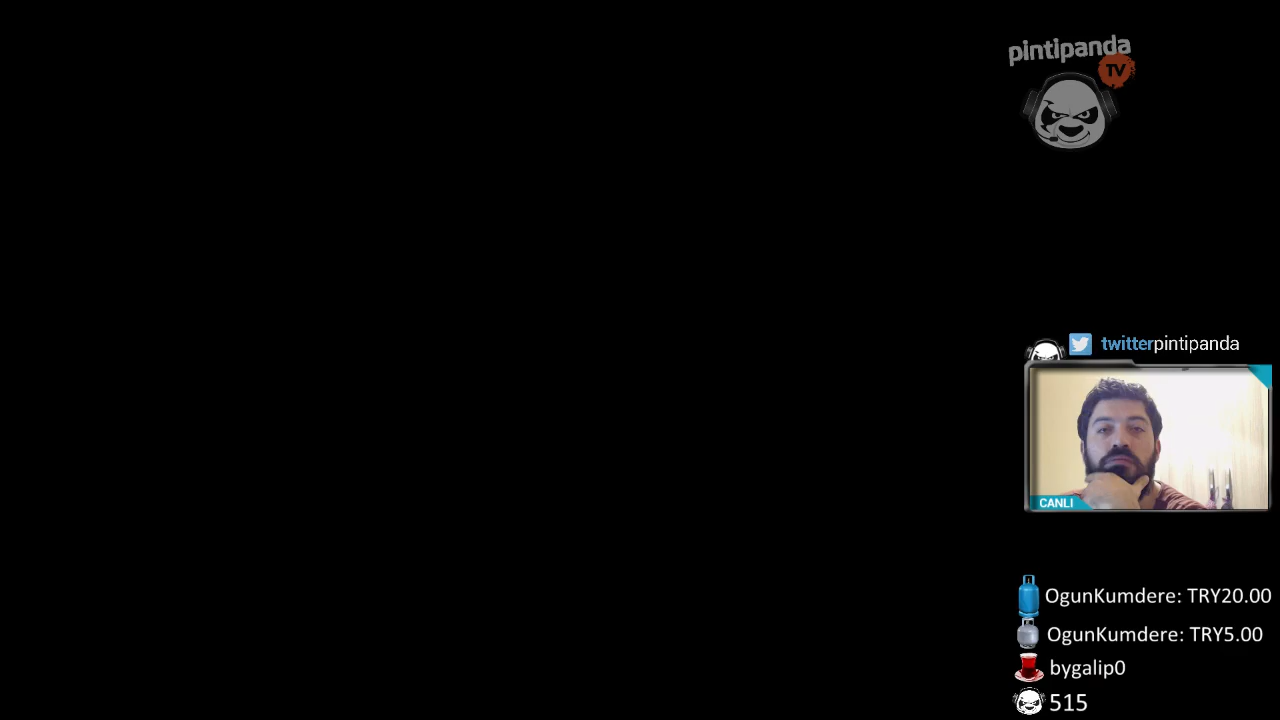 pintipanda
TV
twitterpintipanda
CANLI
OgunKumdere: TRY20.00
OgunKumdere: TRY5.00
bygalip0
515